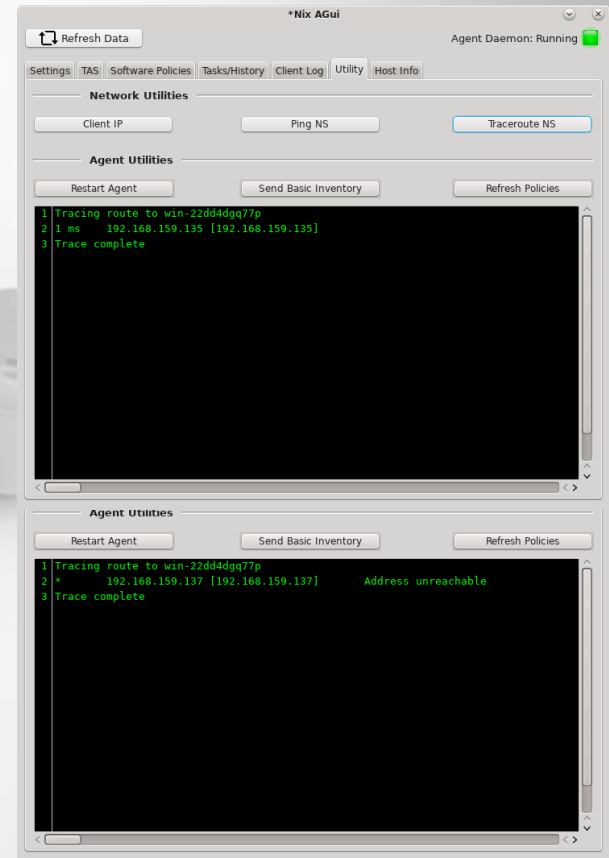 *Nix AGui
Refresh Data Agent Daemon: Running
Settings TAS Software Policies Tasks/History Client Log Utility Host Info
Network Utilities
Client IP Ping NS Traceroute NS
Agent Utilities
Restart Agent Send Basic Inventory Refresh Policies
1 Tracing route to win-22dd4dgq77p
2 1 ms 192.168.159.135 [192.168.159.135]
3 Trace complete
Agent Utilities
Restart Agent Send Basic Inventory Refresh Policies
1 Tracing route to win-22dd4dgq77p
2 * 192.168.159.137 [192.168.159.137] Address unreachable
3 Trace complete